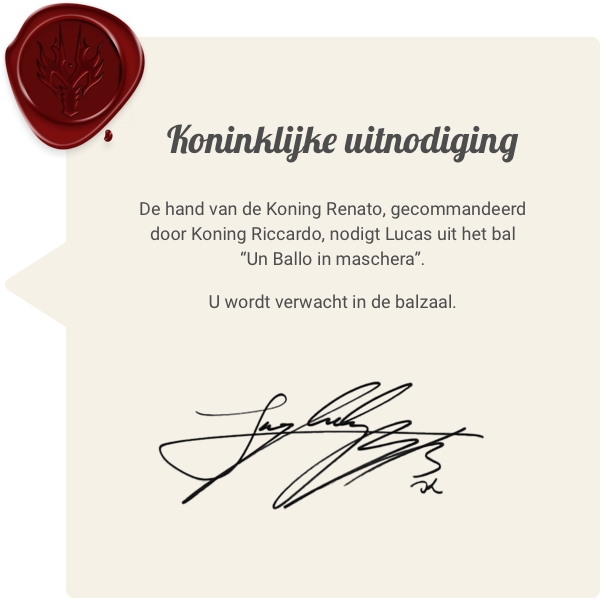 Koninklijke uitnodiging
De hand van de Koning Renato, gecommandeerd
door Koning Riccardo, nodigt Lucas uit het bal
“Un Ballo in maschera”.
U wordt verwacht in de balzaal.